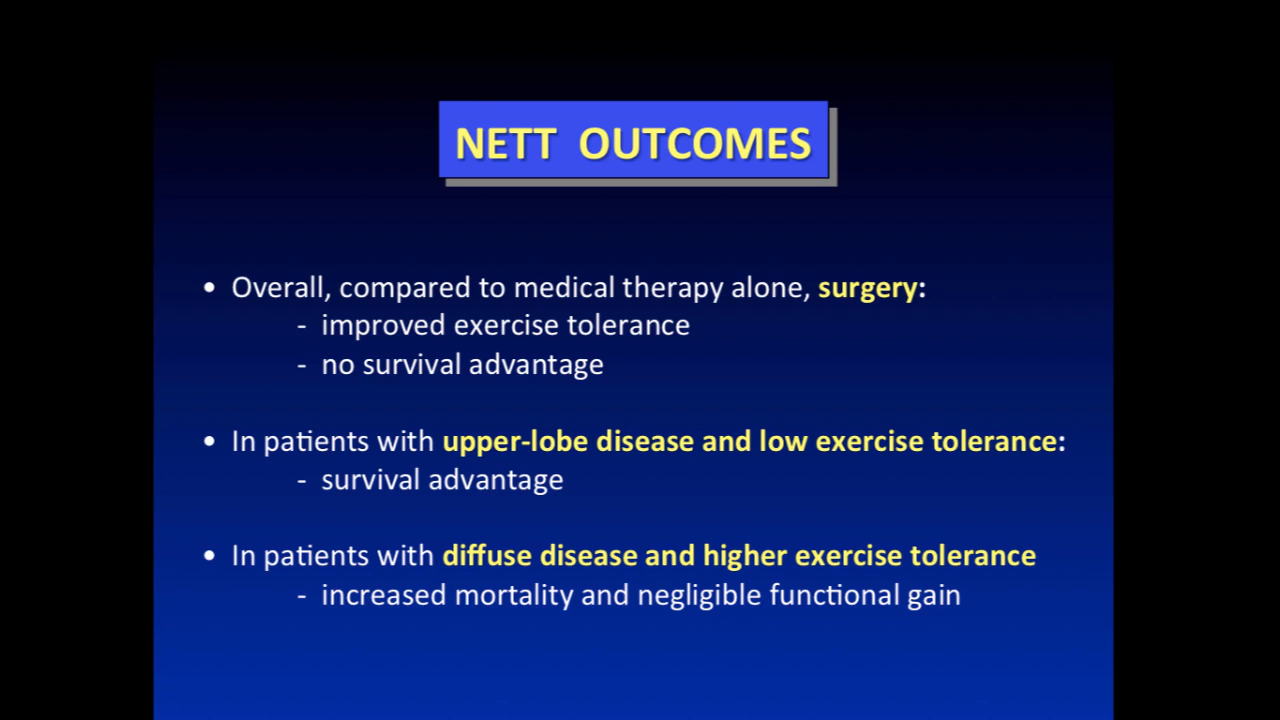 NETT OUTCOMES
• Overall, compared to medical therapy alone, surgery:
- improved exercise tolerance
- no survival advantage
• In patients with upper-lobe disease and low exercise tolerance:
- survival advantage
• In patients with diffuse disease and higher exercise tolerance
- increased mortality and negligible functional gain